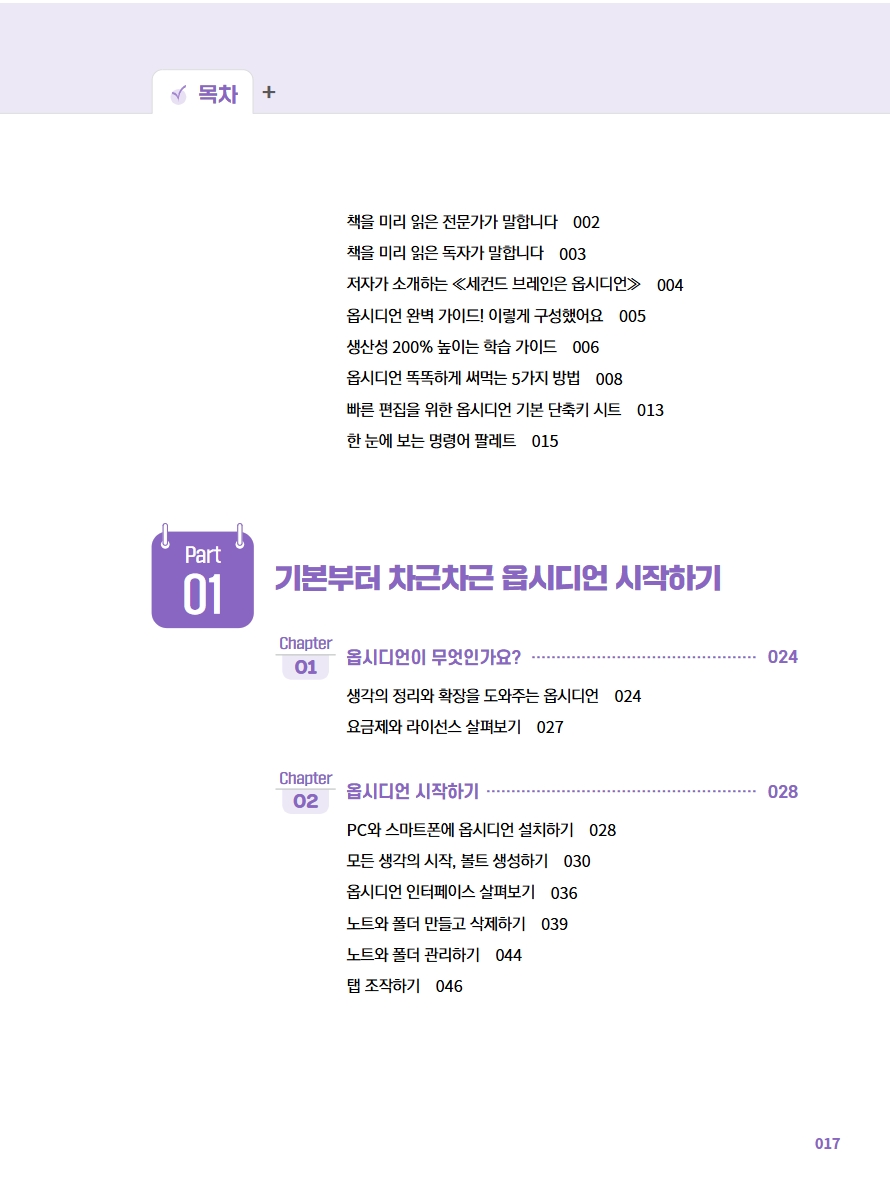 목차 +
책을 미리 읽은 전문가가 말합니다 002
책을 미리 읽은 독자가 말합니다 003
저자가 소개하는 ≪세컨드 브레인은 옵시디언≫ 004
옵시디언 완벽 가이드! 이렇게 구성했어요 005
생산성 200% 높이는 학습 가이드 006
옵시디언 똑똑하게 써먹는 5가지 방법 008
빠른 편집을 위한 옵시디언 기본 단축키 시트 013
한 눈에 보는 명령어 팔레트 015
Part
01
기본부터 차근차근 옵시디언 시작하기
Chapter
01
옵시디언이 무엇인가요? 024
생각의 정리와 확장을 도와주는 옵시디언 024
요금제와 라이선스 살펴보기 027
Chapter
02
옵시디언 시작하기 028
PC와 스마트폰에 옵시디언 설치하기 028
모든 생각의 시작, 볼트 생성하기 030
옵시디언 인터페이스 살펴보기 036
노트와 폴더 만들고 삭제하기 039
노트와 폴더 관리하기 044
탭 조작하기 046
017